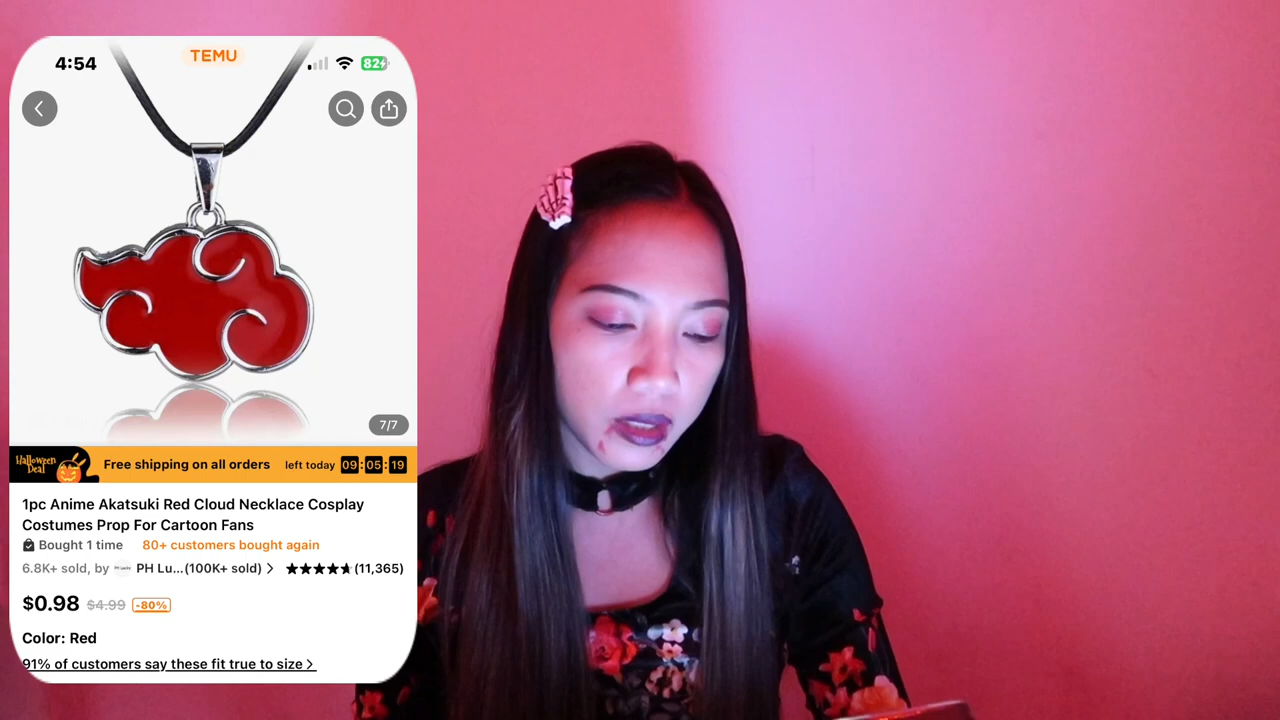 4:54
TEMU
82
7/7
Halloween
Deal
Free shipping on all orders
left today 09:05:19
1pc Anime Akatsuki Red Cloud Necklace Cosplay
Costumes Prop For Cartoon Fans
Bought 1 time
80+ customers bought again
6.8K+ sold, by PH Lu...(100K+ sold) >
(11,365)
$0.98 $4.99 -80%
Color: Red
91% of customers say these fit true to size >